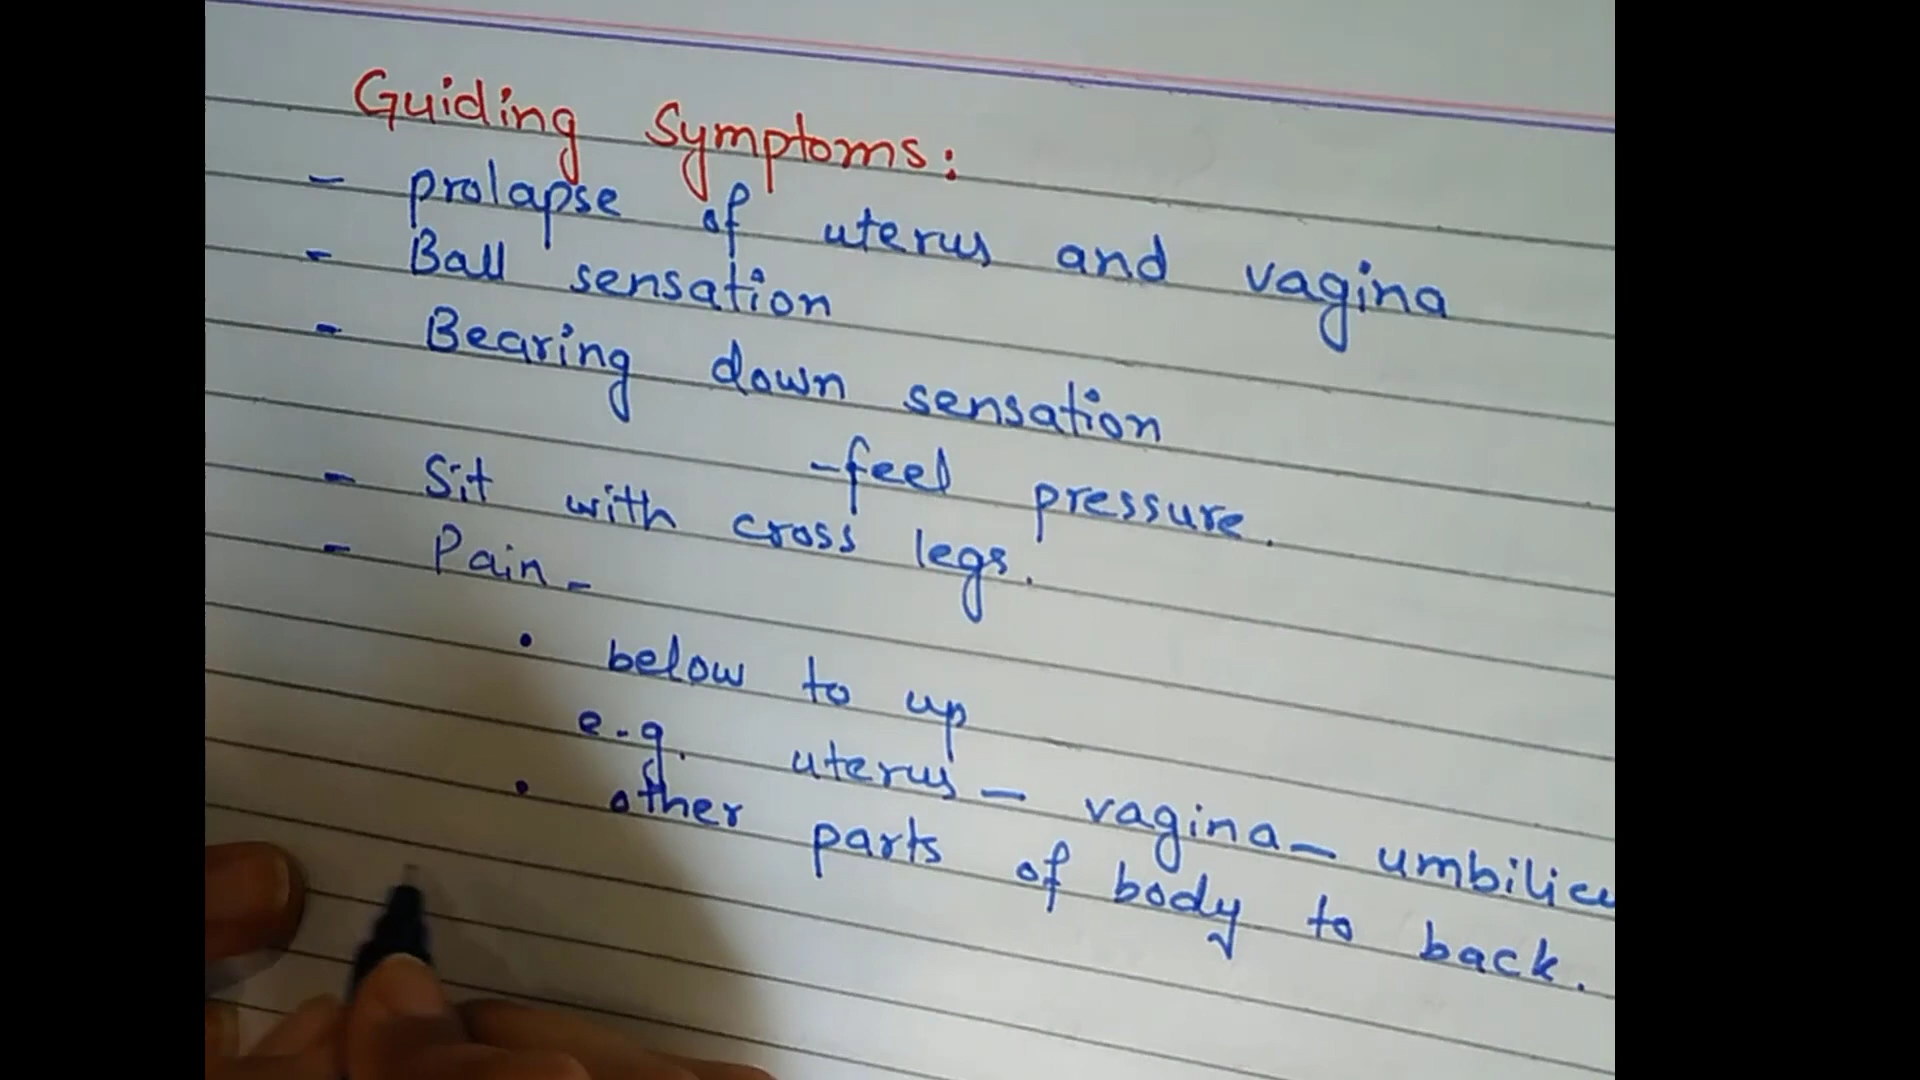 Guiding Symptoms:
- prolapse of uterus and vagina
- Ball sensation
- Bearing down sensation
- feel pressure.
- Sit with cross legs.
- Pain -
• below to up
e.g. uterus - vagina - umbilicu
• other parts of body to back.